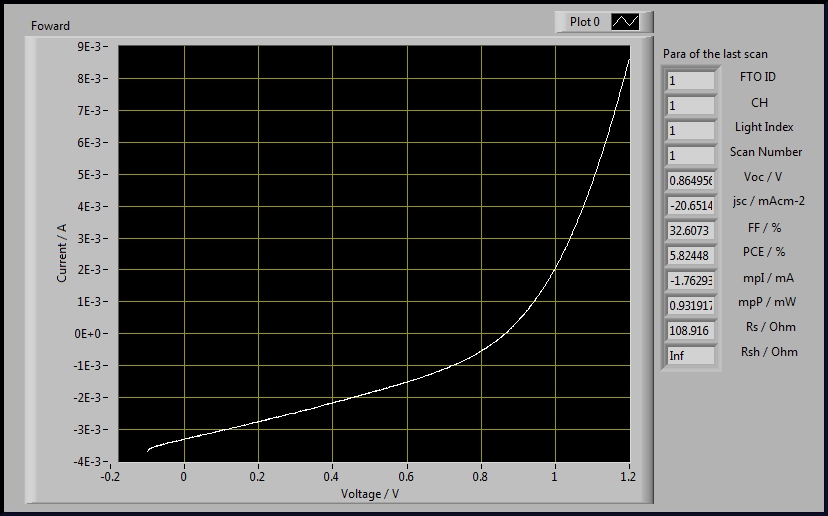 Foward
Plot 0
9E-3
8E-3
7E-3
6E-3
5E-3
4E-3
3E-3
2E-3
1E-3
0E+0
-1E-3
-2E-3
-3E-3
-4E-3
Current / A
-0.2 0 0.2 0.4 0.6 0.8 1 1.2
Voltage / V
Para of the last scan
1 FTO ID
1 CH
1 Light Index
1 Scan Number
0.864956 Voc / V
-20.6514 jsc / mAcm-2
32.6073 FF / %
5.82448 PCE / %
-1.76293 mpI / mA
0.931917 mpP / mW
108.916 Rs / Ohm
Inf Rsh / Ohm